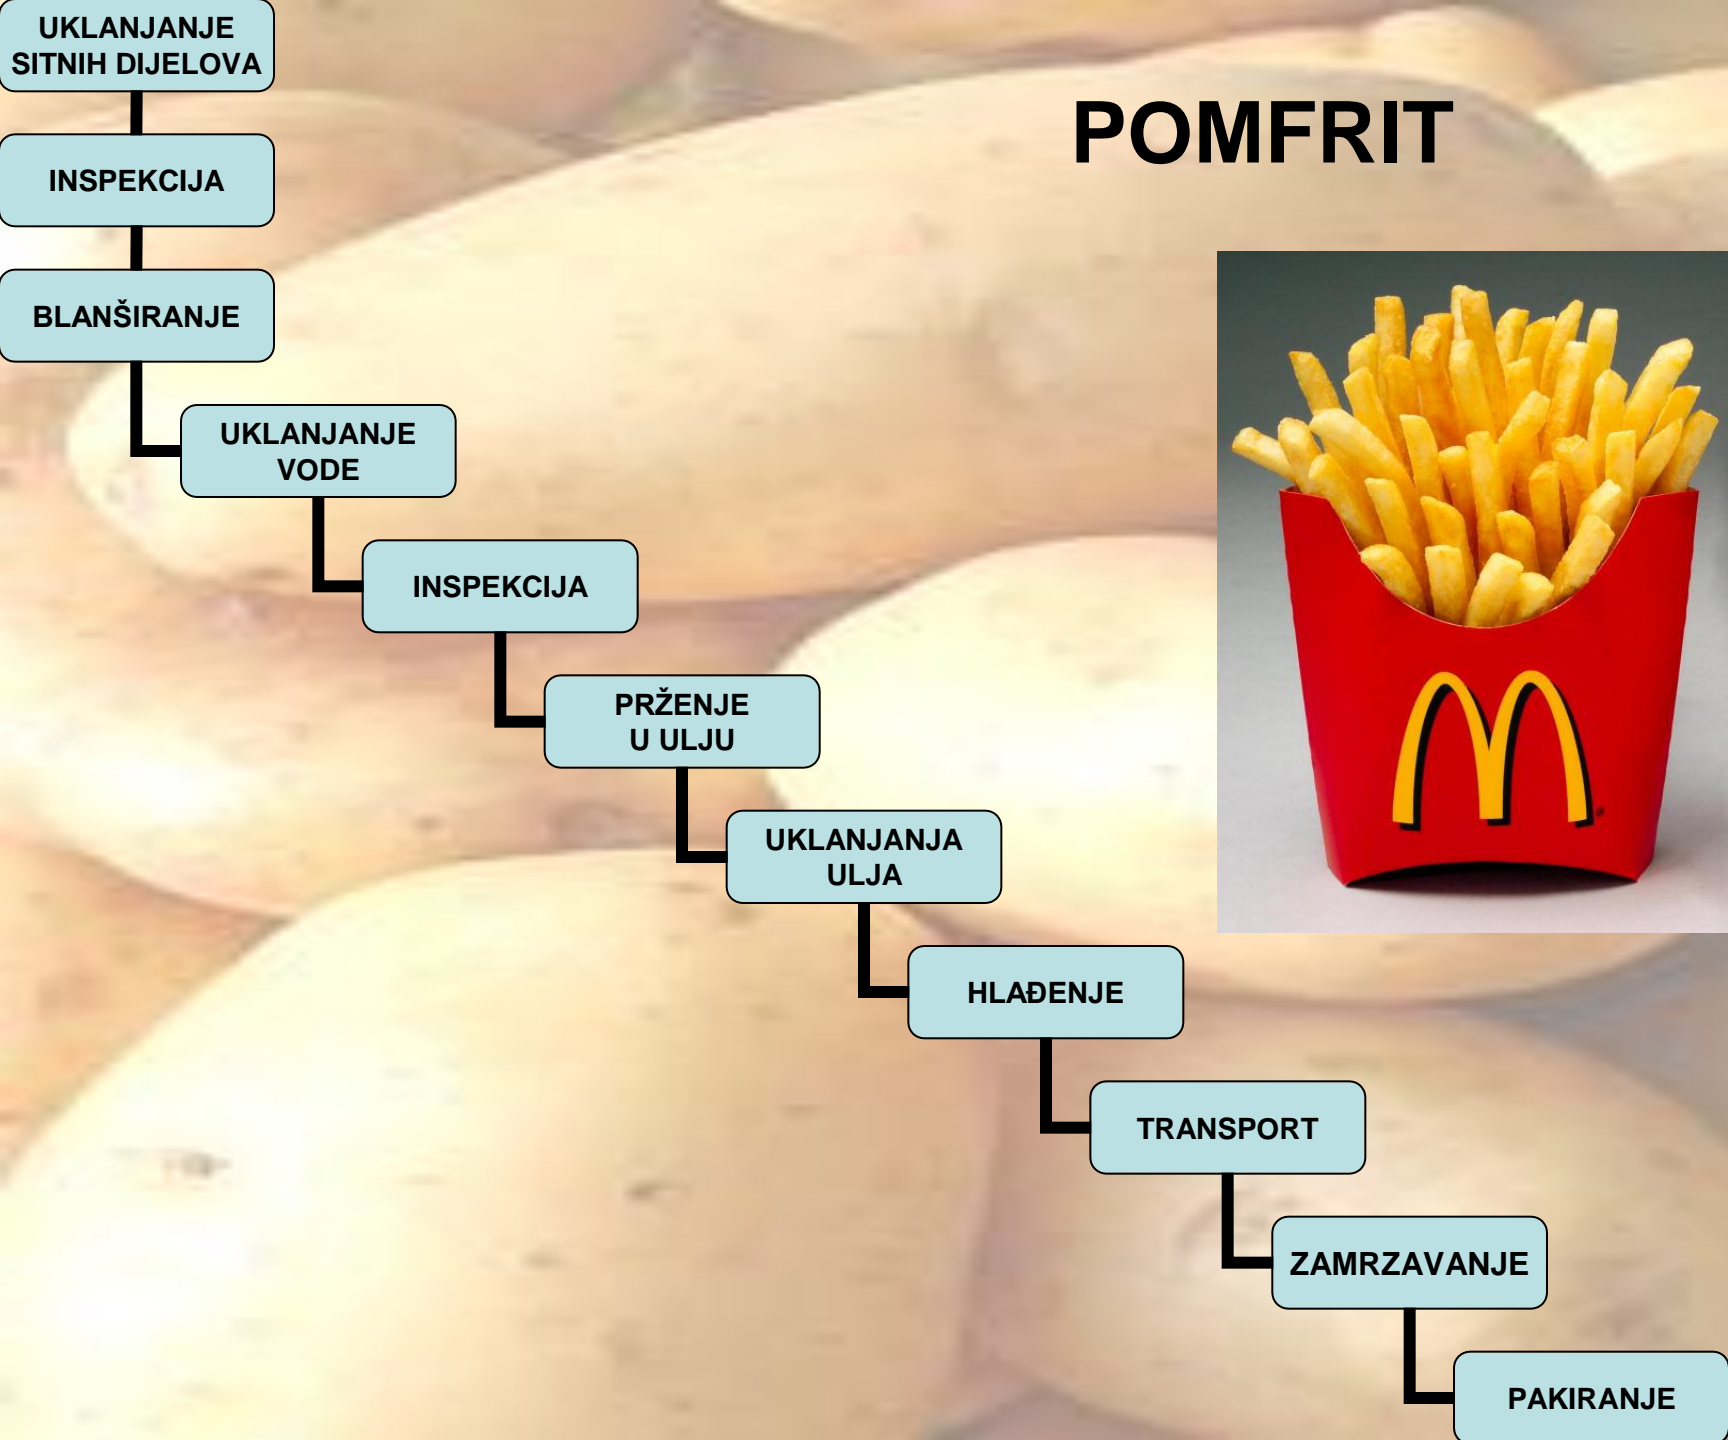 UKLANJANJE
SITNIH DIJELOVA
POMFRIT
INSPEKCIJA
BLANŠIRANJE
UKLANJANJE
VODE
INSPEKCIJA
PRŽENJE
U ULJU
UKLANJANJA
ULJA
HLAĐENJE
TRANSPORT
ZAMRZAVANJE
PAKIRANJE